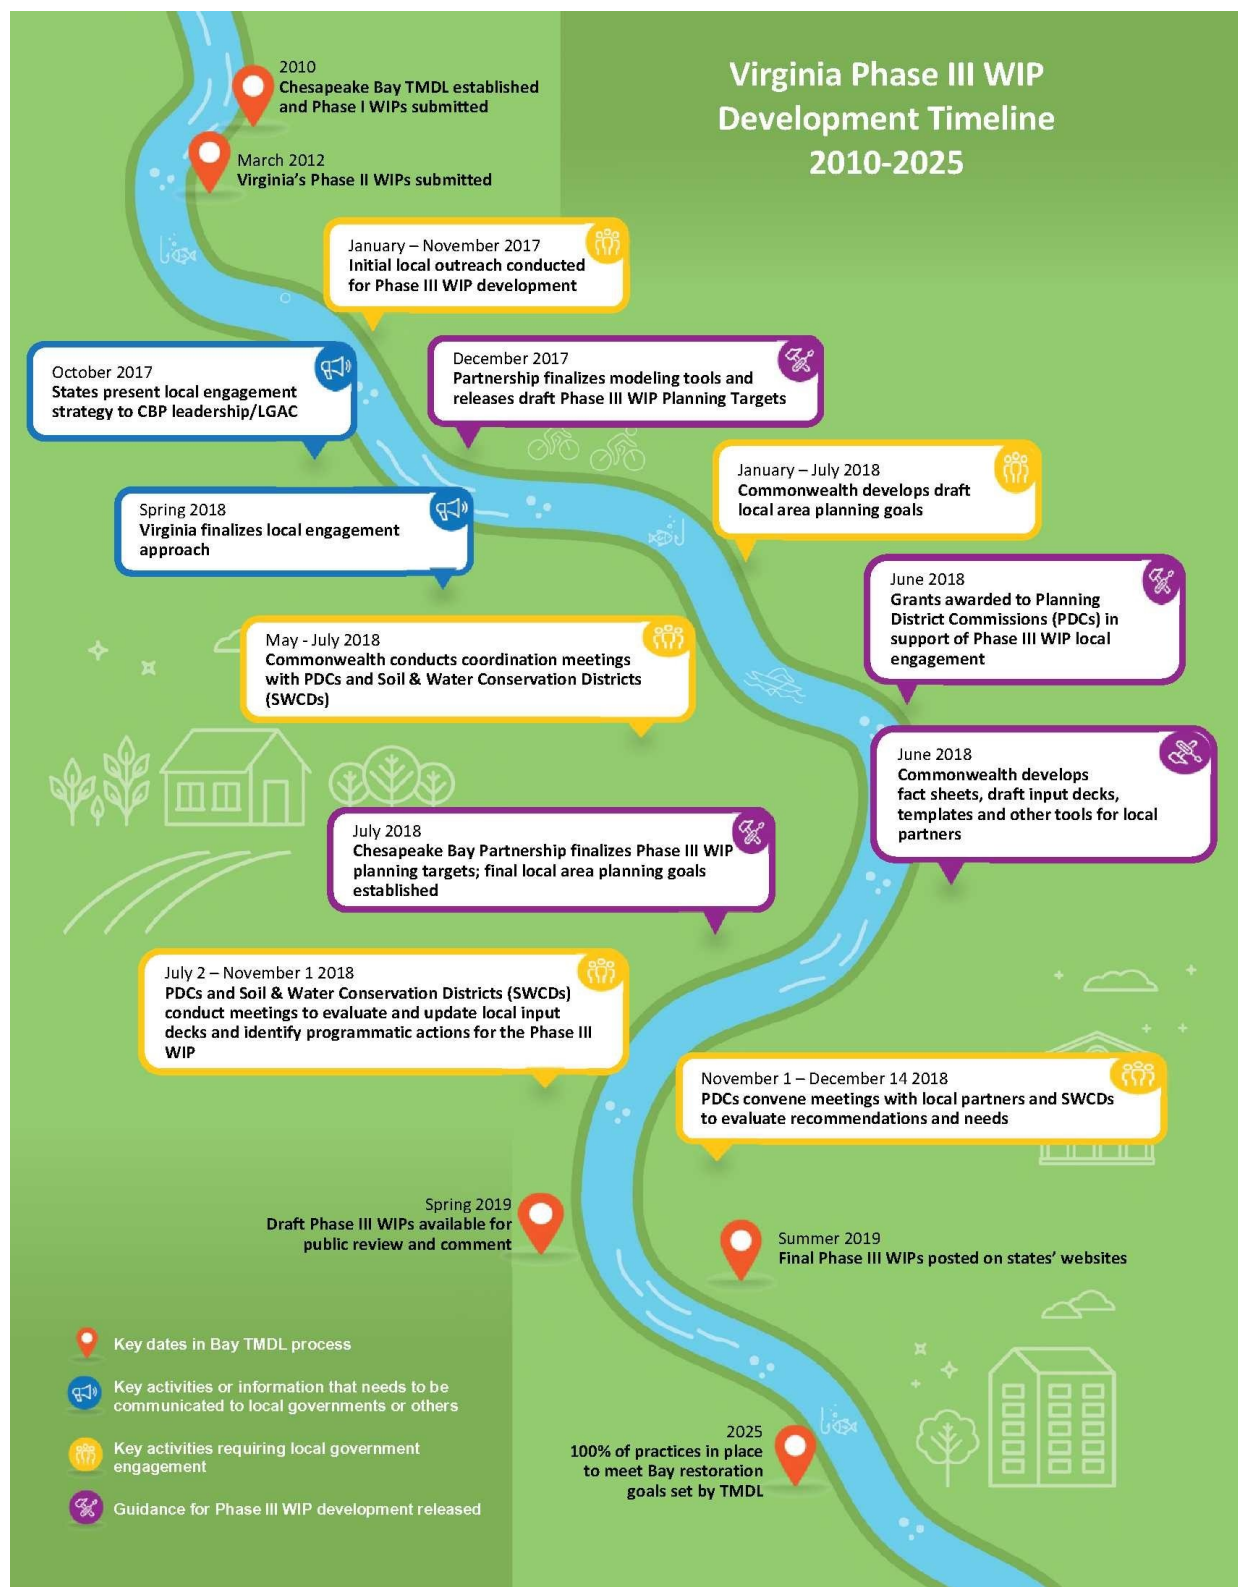 Virginia Phase III WIP
Development Timeline
2010-2025
2010
Chesapeake Bay TMDL established
and Phase I WIPs submitted
March 2012
Virginia's Phase II WIPs submitted
January – November 2017
Initial local outreach conducted
for Phase III WIP development
October 2017
States present local engagement
strategy to CBP leadership/LGAC
December 2017
Partnership finalizes modeling tools and
releases draft Phase III WIP Planning Targets
January – July 2018
Commonwealth develops draft
local area planning goals
Spring 2018
Virginia finalizes local engagement
approach
June 2018
Grants awarded to Planning
District Commissions (PDCs) in
support of Phase III WIP local
engagement
May - July 2018
Commonwealth conducts coordination meetings
with PDCs and Soil & Water Conservation Districts
(SWCDs)
June 2018
Commonwealth develops
fact sheets, draft input decks,
templates and other tools for local
partners
July 2018
Chesapeake Bay Partnership finalizes Phase III WIP
planning targets; final local area planning goals
established
July 2 – November 1 2018
PDCs and Soil & Water Conservation Districts (SWCDs)
conduct meetings to evaluate and update local input
decks and identify programmatic actions for the Phase III
WIP
November 1 – December 14 2018
PDCs convene meetings with local partners and SWCDs
to evaluate recommendations and needs
Spring 2019
Draft Phase III WIPs available for
public review and comment
Summer 2019
Final Phase III WIPs posted on states' websites
Key dates in Bay TMDL process
Key activities or information that needs to be
communicated to local governments or others
Key activities requiring local government
engagement
Guidance for Phase III WIP development released
2025
100% of practices in place
to meet Bay restoration
goals set by TMDL